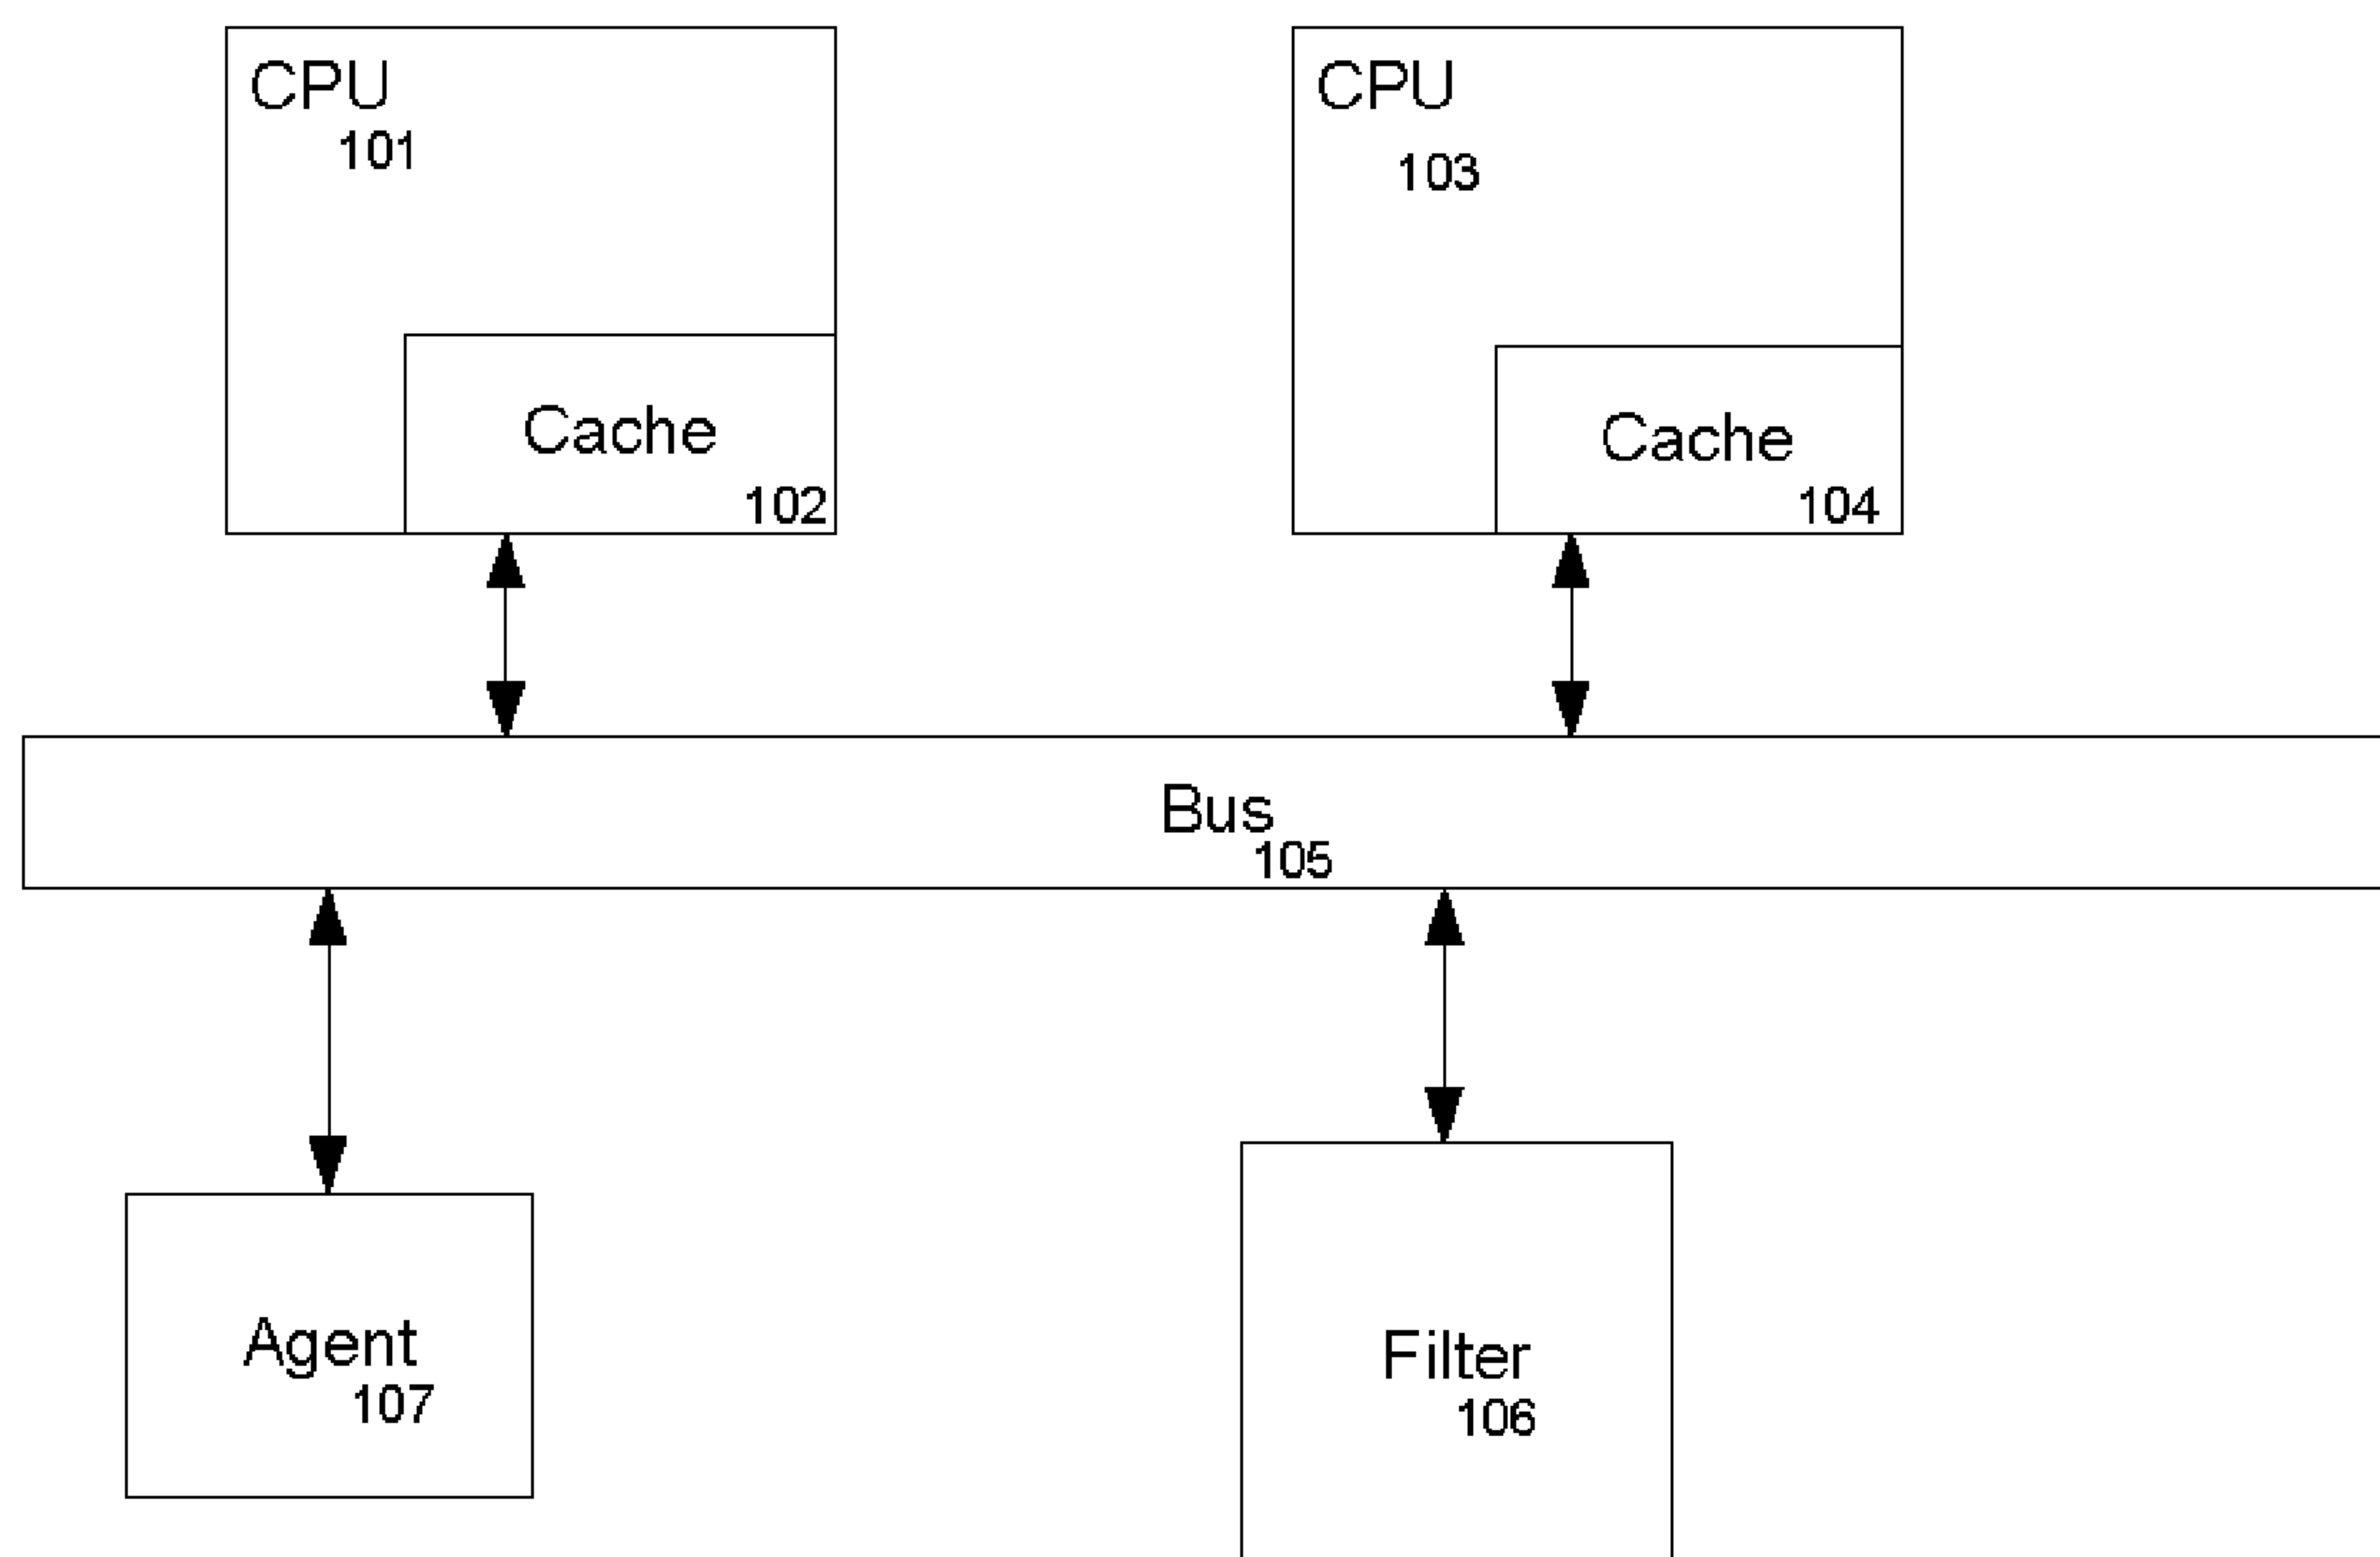 CPU
101
CPU
103
Cache
102
Cache
104
Bus
105
Agent
107
Filter
106